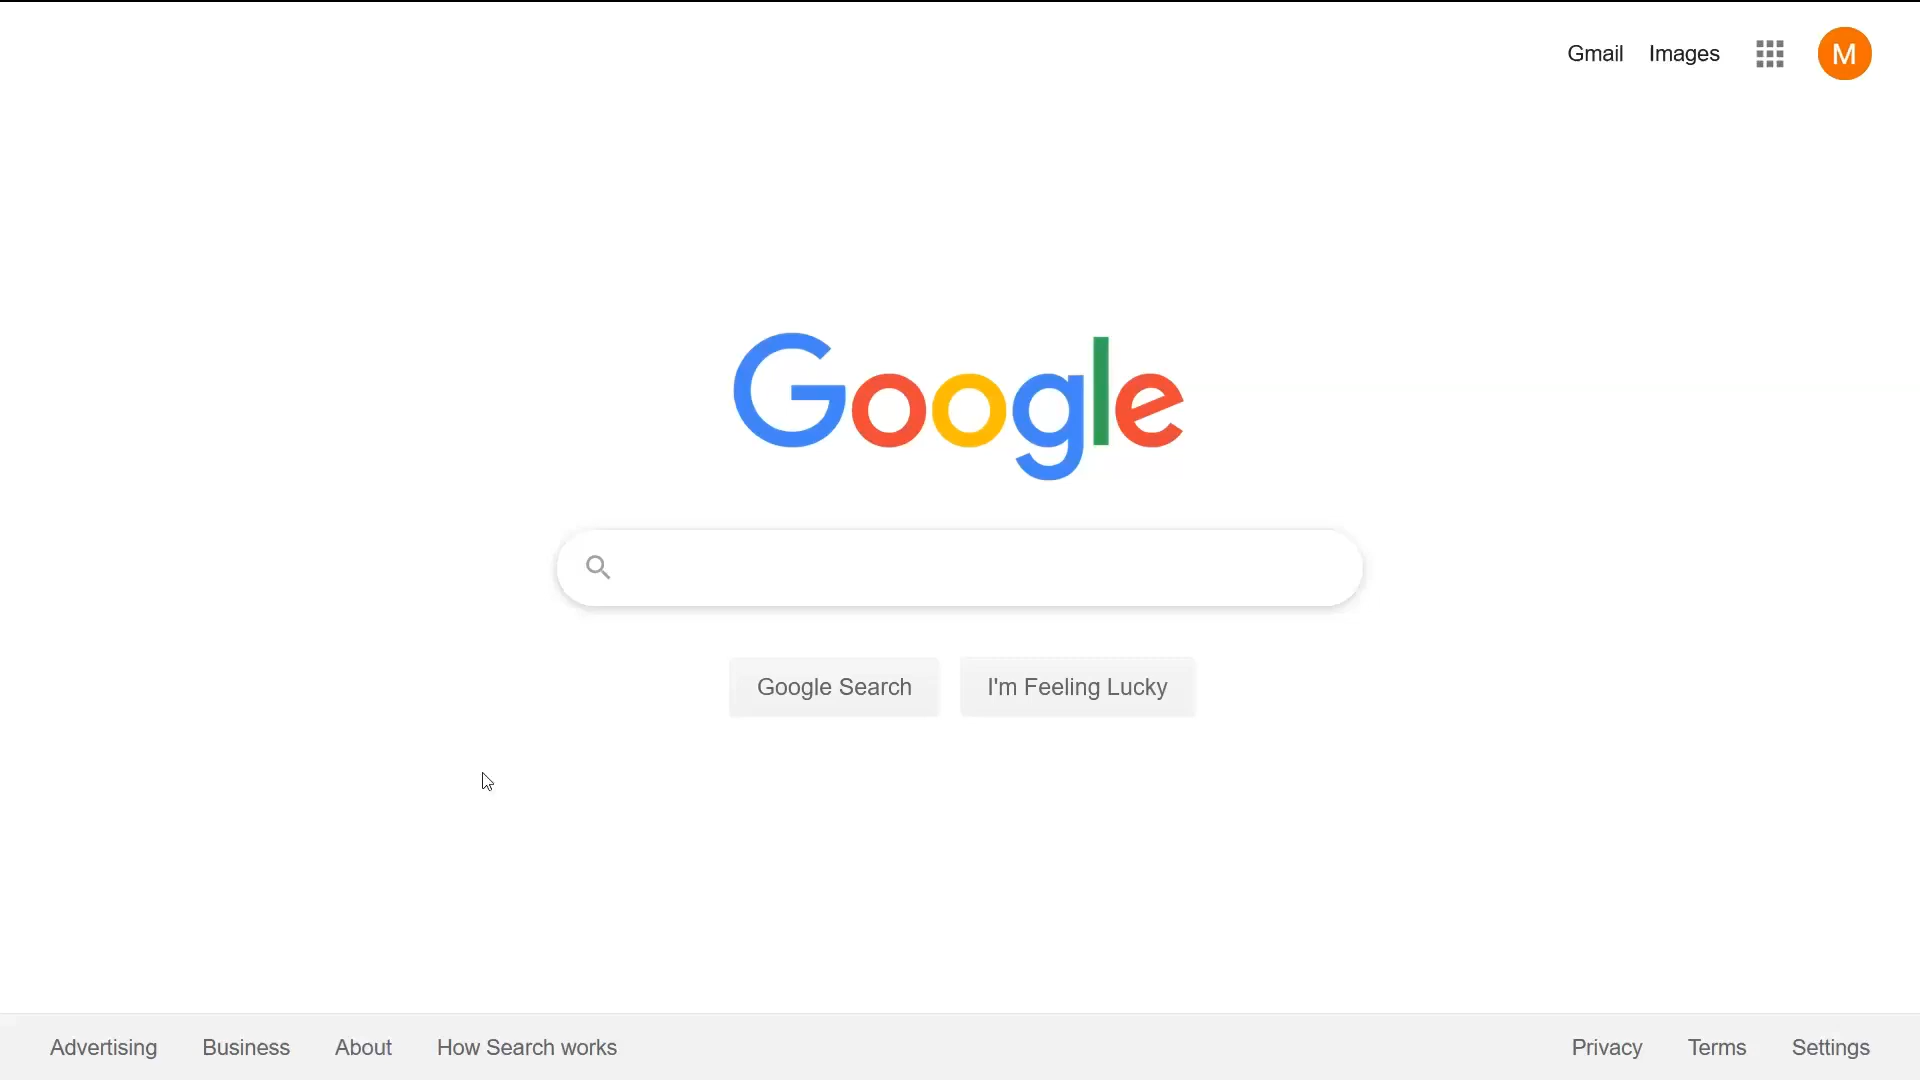 Gmail Images M
Google
Google Search I'm Feeling Lucky
Advertising Business About How Search works Privacy Terms Settings